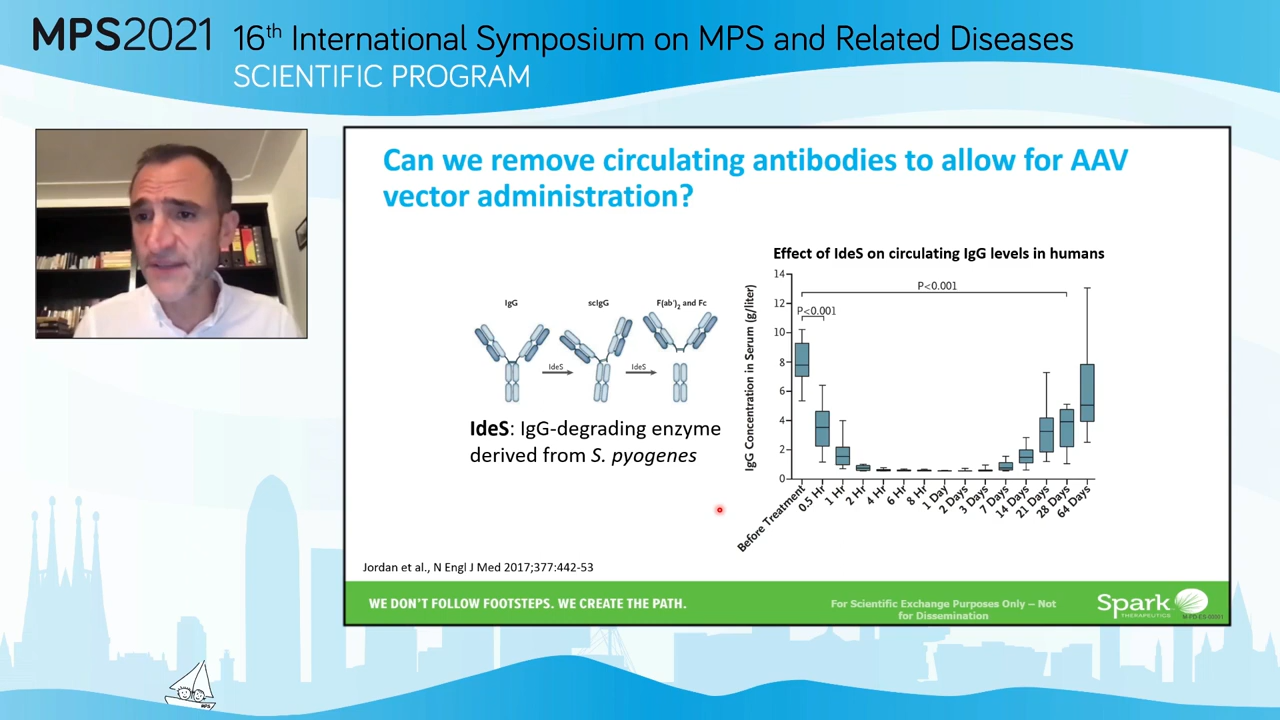 MPS2021 16th International Symposium on MPS and Related Diseases
SCIENTIFIC PROGRAM
Can we remove circulating antibodies to allow for AAV
vector administration?
IgG
scIgG
F(ab')2 and Fc
IdeS
IdeS
IdeS: IgG-degrading enzyme
derived from S. pyogenes
Effect of IdeS on circulating IgG levels in humans
IgG Concentration in Serum (g/liter)
14
12
10
8
6
4
2
0
P<0.001
P<0.001
Before Treatment
0.5 Hr
1 Hr
2 Hr
4 Hr
6 Hr
8 Hr
1 Day
2 Days
3 Days
7 Days
14 Days
21 Days
28 Days
64 Days
Jordan et al., N Engl J Med 2017;377:442-53
WE DON'T FOLLOW FOOTSTEPS. WE CREATE THE PATH.
For Scientific Exchange Purposes Only – Not
for Dissemination
Spark
THERAPEUTICS
MPS